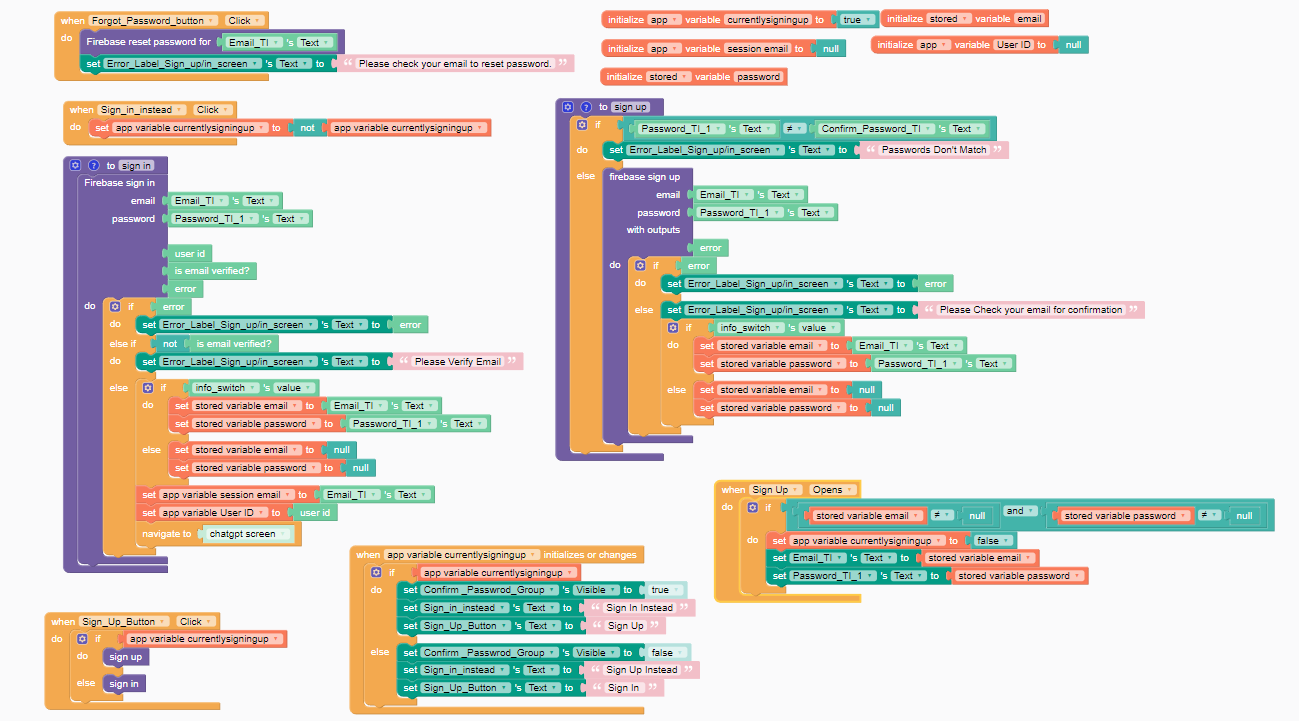 when Forgot_Password_button Click
do Firebase reset password for Email_TI 's Text
set Error_Label_Sign_up/in_screen 's Text to “ Please check your email to reset password. ”
initialize app variable currentlysigningup to true
initialize stored variable email
initialize app variable session email to null
initialize app variable User ID to null
initialize stored variable password
when Sign_in_instead Click
do set app variable currentlysigningup to not app variable currentlysigningup
to sign in
Firebase sign in
email Email_TI 's Text
password Password_TI_1 's Text
user id
is email verified?
error
do if error
do set Error_Label_Sign_up/in_screen 's Text to error
else if not is email verified?
do set Error_Label_Sign_up/in_screen 's Text to “ Please Verify Email ”
else if info_switch 's value
do set stored variable email to Email_TI 's Text
set stored variable password to Password_TI_1 's Text
else set stored variable email to null
set stored variable password to null
set app variable session email to Email_TI 's Text
set app variable User ID to user id
navigate to chatgpt screen
? to sign up
if Password_TI_1 's Text ≠ Confirm_Password_TI 's Text
do set Error_Label_Sign_up/in_screen 's Text to “ Passwords Don't Match ”
else firebase sign up
email Email_TI 's Text
password Password_TI_1 's Text
with outputs
error
do if error
do set Error_Label_Sign_up/in_screen 's Text to error
else set Error_Label_Sign_up/in_screen 's Text to “ Please Check your email for confirmation ”
if info_switch 's value
do set stored variable email to Email_TI 's Text
set stored variable password to Password_TI_1 's Text
else set stored variable email to null
set stored variable password to null
when Sign Up Opens
do if stored variable email ≠ null and stored variable password ≠ null
do set app variable currentlysigningup to false
set Email_TI 's Text to stored variable email
set Password_TI_1 's Text to stored variable password
when app variable currentlysigningup initializes or changes
if app variable currentlysigningup
do set Confirm _Passwrod_Group 's Visible to true
set Sign_in_instead 's Text to “ Sign In Instead ”
set Sign_Up_Button 's Text to “ Sign Up ”
else set Confirm _Passwrod_Group 's Visible to false
set Sign_in_instead 's Text to “ Sign Up Instead ”
set Sign_Up_Button 's Text to “ Sign In ”
when Sign_Up_Button Click
do if app variable currentlysigningup
do sign up
else sign in